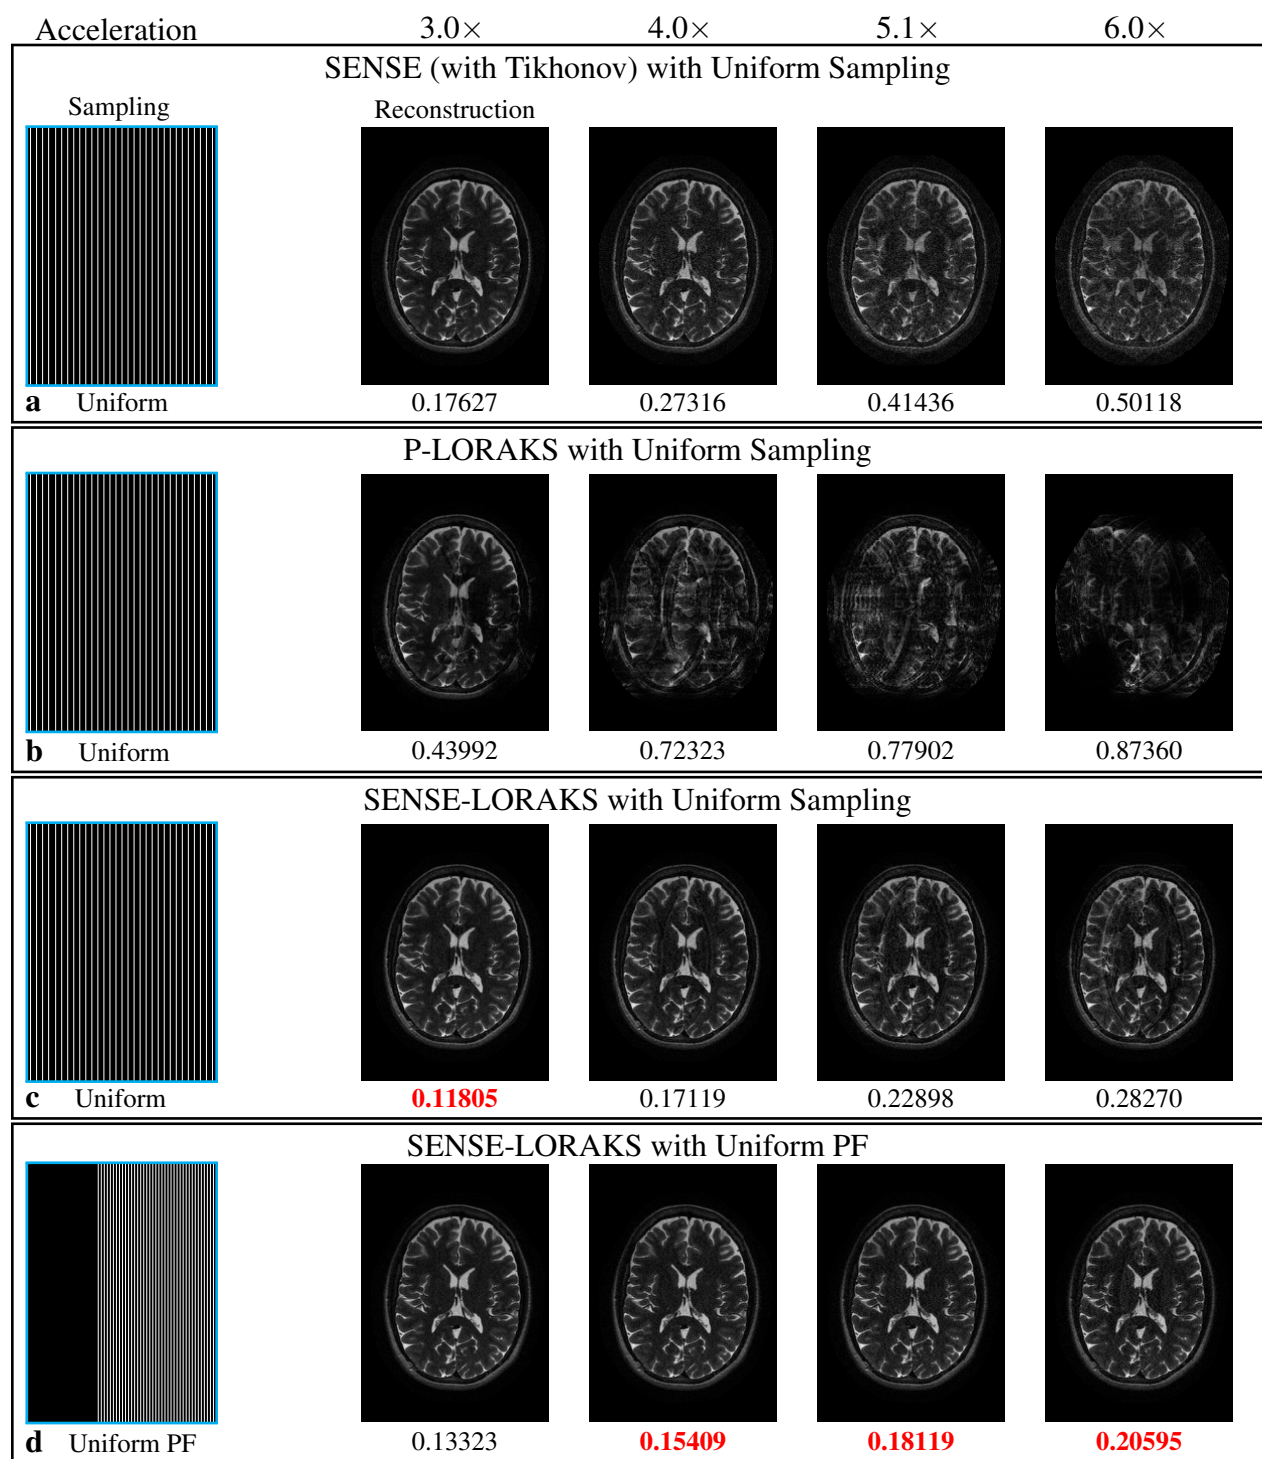 Acceleration 3.0× 4.0× 5.1× 6.0×
SENSE (with Tikhonov) with Uniform Sampling
Sampling Reconstruction
a Uniform 0.17627 0.27316 0.41436 0.50118
P-LORAKS with Uniform Sampling
b Uniform 0.43992 0.72323 0.77902 0.87360
SENSE-LORAKS with Uniform Sampling
c Uniform 0.11805 0.17119 0.22898 0.28270
SENSE-LORAKS with Uniform PF
d Uniform PF 0.13323 0.15409 0.18119 0.20595